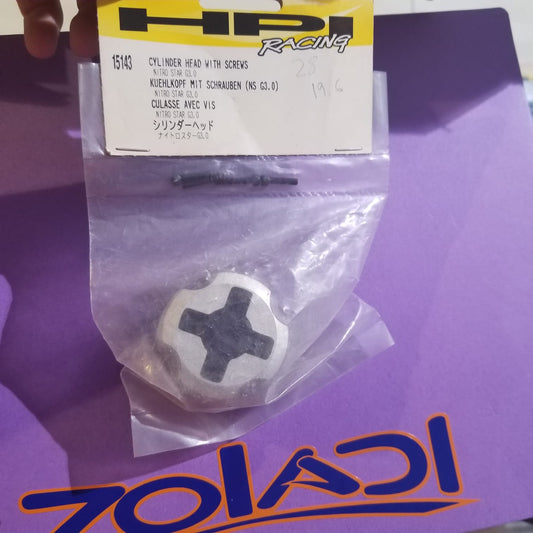 HPI
RACING
15143 CYLINDER HEAD WITH SCREWS
NITRO STAR G3.0
KUEHLKOPF MIT SCHRAUBEN (NS G3.0)
NITRO STAR G3.0
CULASSE AVEC VIS
NITRO STAR G3.0
シリンダーヘッド
ナイトロスターG3.0
28
19 6